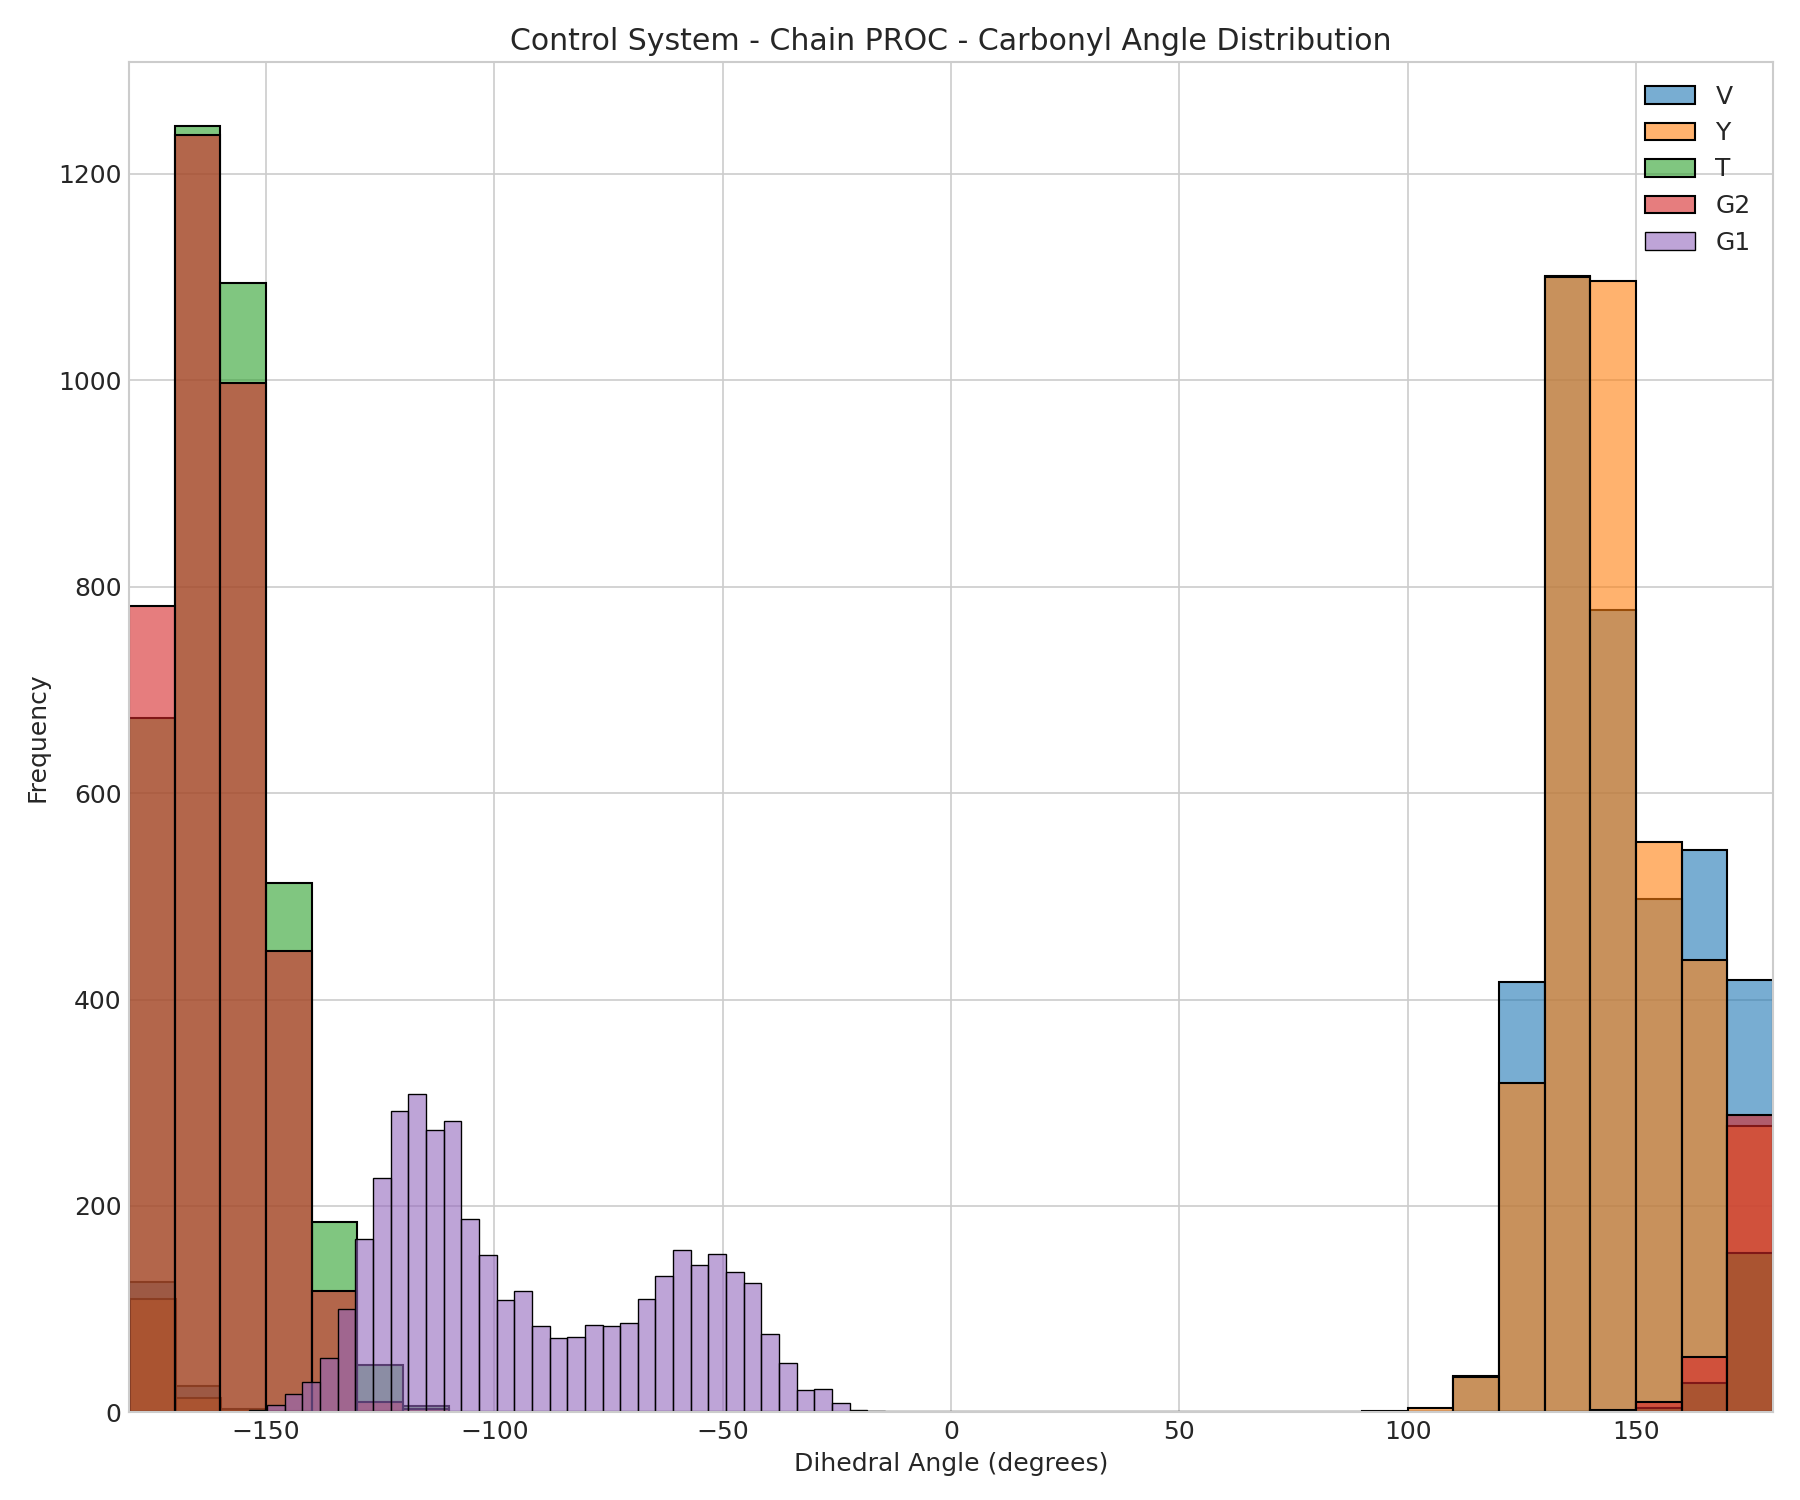 Control System - Chain PROC - Carbonyl Angle Distribution
V
Y
T
G2
G1
1200
1000
800
600
400
200
0
Frequency
−150
−100
−50
0
50
100
150
Dihedral Angle (degrees)